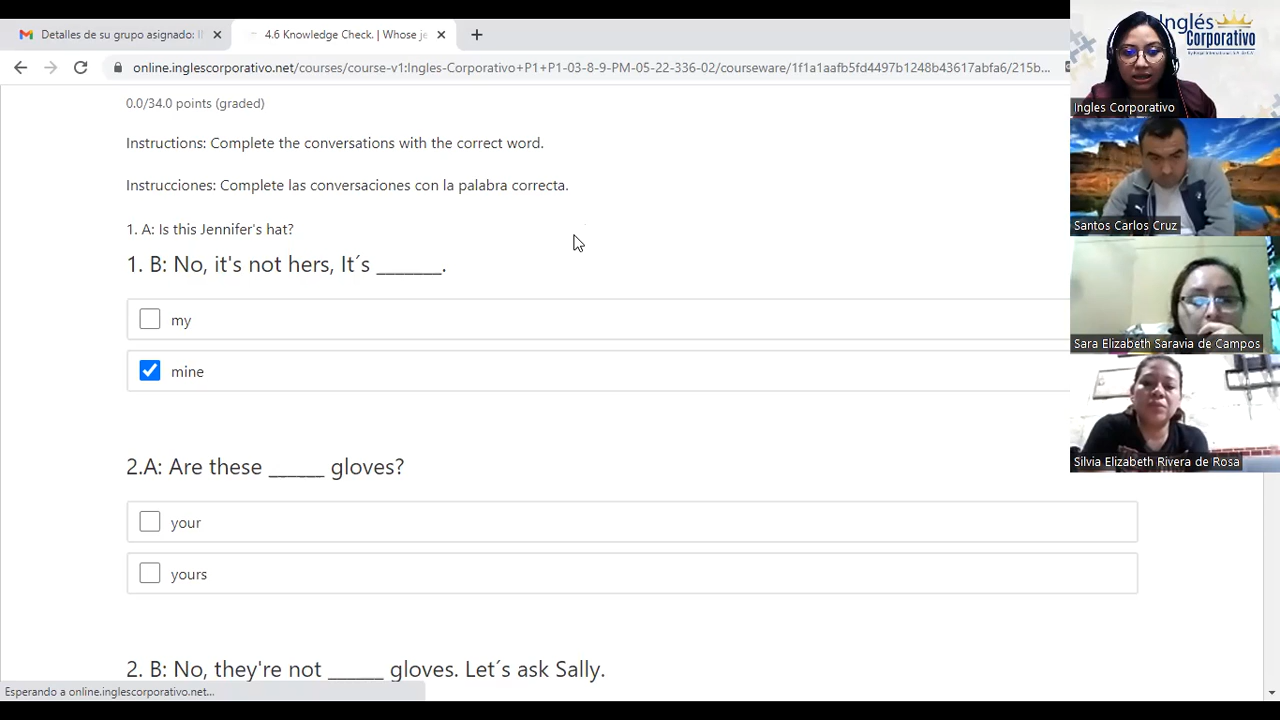 Detalles de su grupo asignado: I
4.6 Knowledge Check. | Whose je
online.inglescorporativo.net/courses/course-v1:Ingles-Corporativo+P1-P1-03-8-9-PM-05-22-336-02/courseware/1f1a1aafb5fd4497b1248b43617abfa6/215b...
0.0/34.0 points (graded)
Instructions: Complete the conversations with the correct word.
Instrucciones: Complete las conversaciones con la palabra correcta.
1. A: Is this Jennifer's hat?
1. B: No, it's not hers, It´s _______.
my
mine
2.A: Are these ______ gloves?
your
yours
2. B: No, they're not ______ gloves. Let´s ask Sally.
Esperando a online.inglescorporativo.net...
Inglés
Corporativo
Ingles Corporativo
Santos Carlos Cruz
Sara Elizabeth Saravia de Campos
Silvia Elizabeth Rivera de Rosa